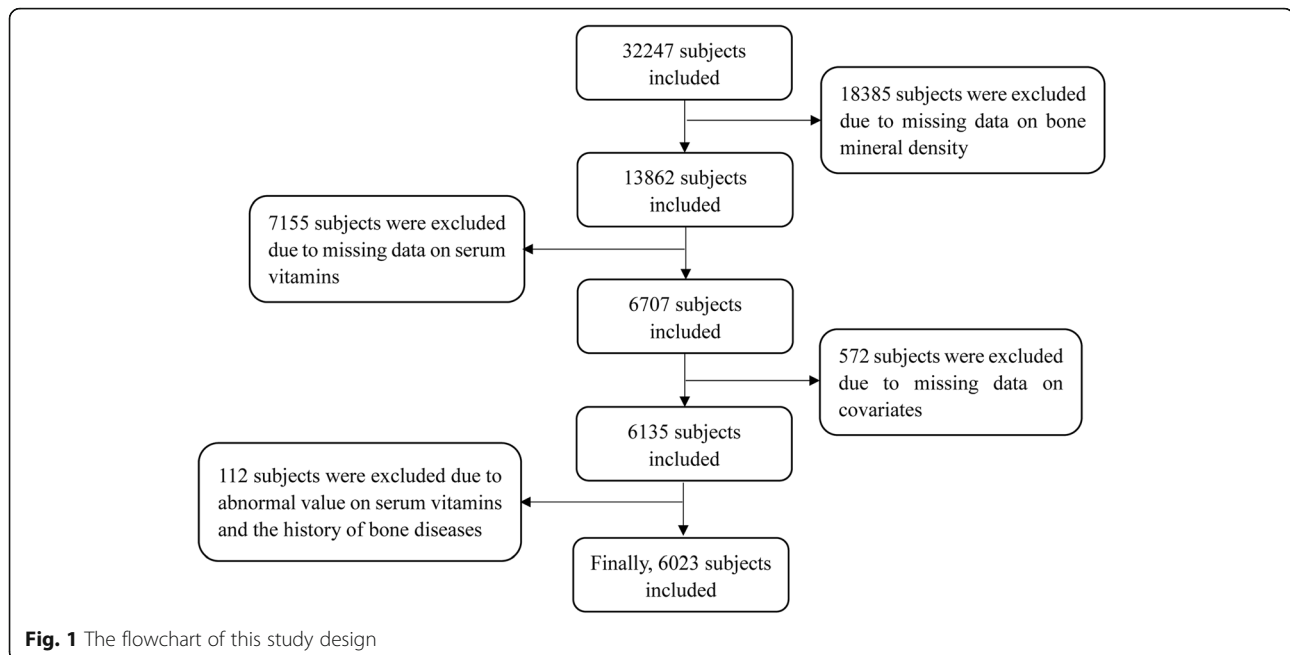 32247 subjects
included
18385 subjects were excluded
due to missing data on bone
mineral density
13862 subjects
included
7155 subjects were excluded
due to missing data on serum
vitamins
6707 subjects
included
572 subjects were excluded
due to missing data on
covariates
6135 subjects
included
112 subjects were excluded due to
abnormal value on serum vitamins
and the history of bone diseases
Finally, 6023 subjects
included
Fig. 1 The flowchart of this study design